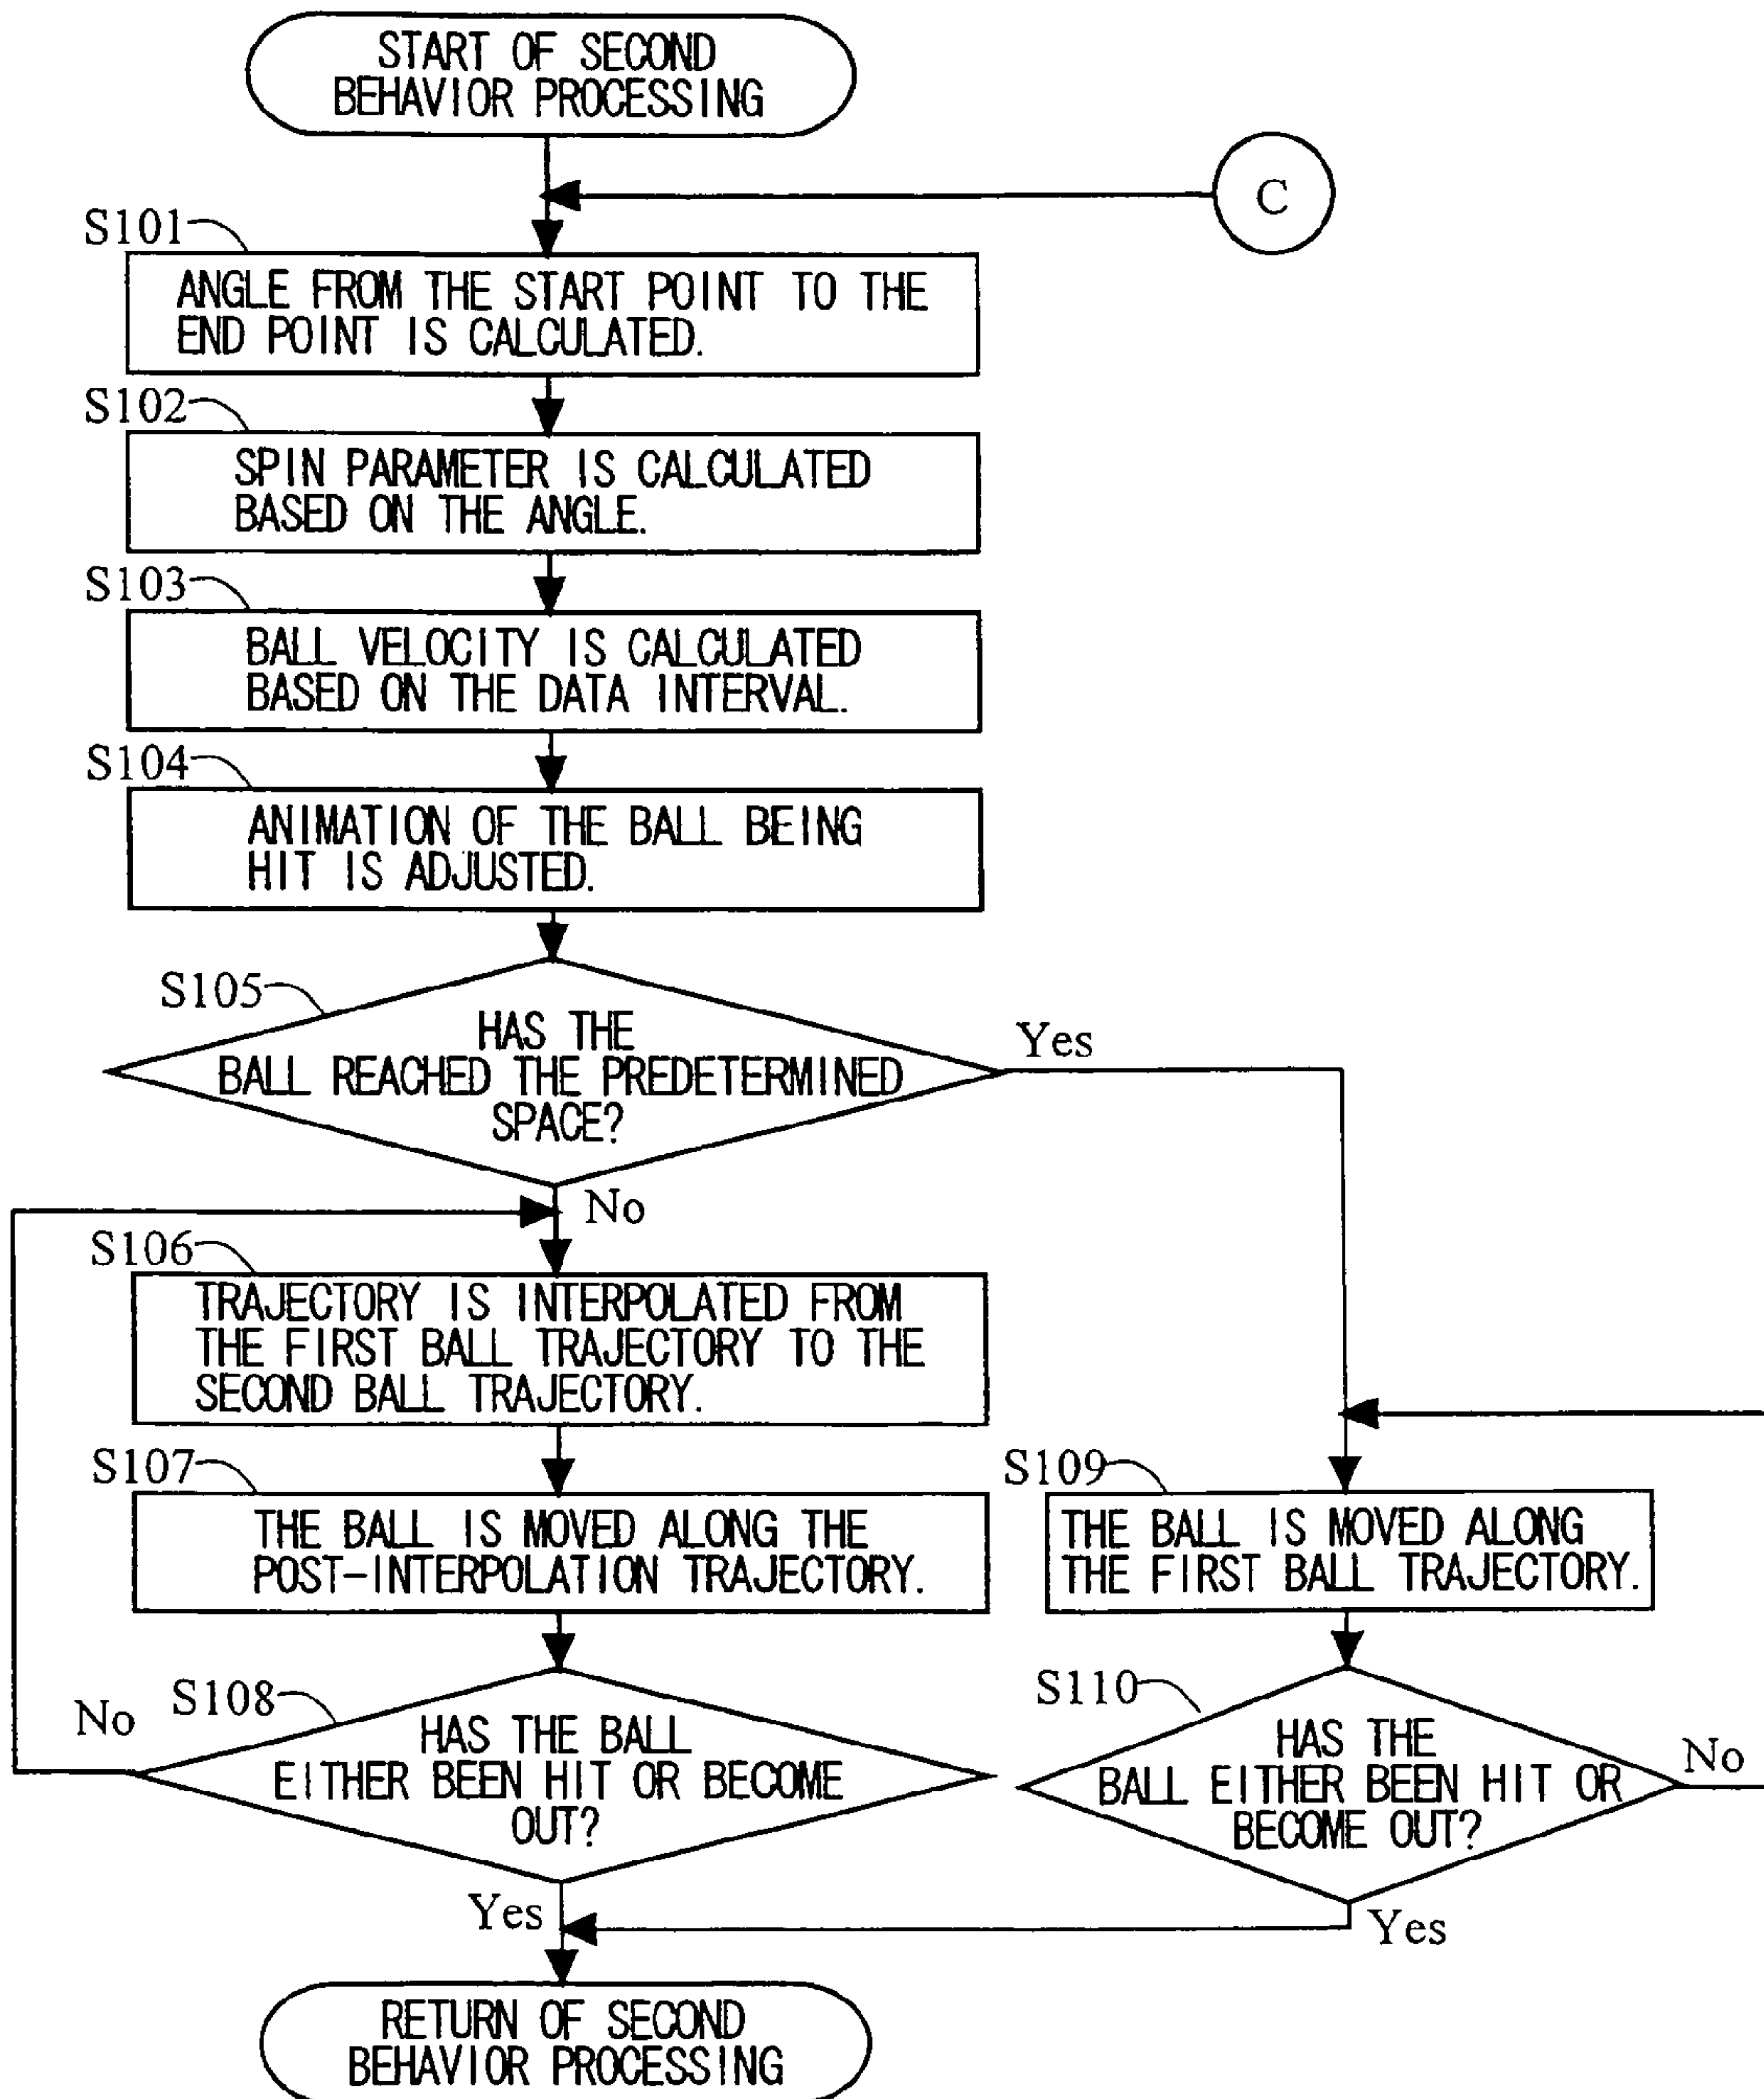 START OF SECOND
BEHAVIOR PROCESSING
C
S101
ANGLE FROM THE START POINT TO THE
END POINT IS CALCULATED.
S102
SPIN PARAMETER IS CALCULATED
BASED ON THE ANGLE.
S103
BALL VELOCITY IS CALCULATED
BASED ON THE DATA INTERVAL.
S104
ANIMATION OF THE BALL BEING
HIT IS ADJUSTED.
S105
HAS THE
BALL REACHED THE PREDETERMINED
SPACE?
Yes
No
S106
TRAJECTORY IS INTERPOLATED FROM
THE FIRST BALL TRAJECTORY TO THE
SECOND BALL TRAJECTORY.
S107
THE BALL IS MOVED ALONG THE
POST-INTERPOLATION TRAJECTORY.
S109
THE BALL IS MOVED ALONG
THE FIRST BALL TRAJECTORY.
S108
No
HAS THE BALL
EITHER BEEN HIT OR BECOME
OUT?
Yes
S110
HAS THE
BALL EITHER BEEN HIT OR
BECOME OUT?
No
Yes
RETURN OF SECOND
BEHAVIOR PROCESSING